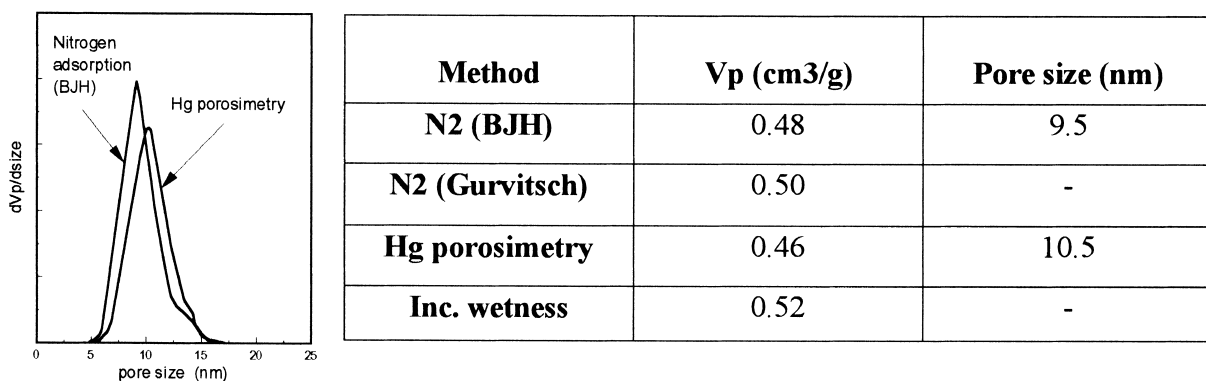 Nitrogen
adsorption
(BJH)
Hg porosimetry
dVp/dsize
0 5 10 15 20 25
pore size (nm)
Method Vp (cm3/g) Pore size (nm)
N2 (BJH) 0.48 9.5
N2 (Gurvitsch) 0.50 -
Hg porosimetry 0.46 10.5
Inc. wetness 0.52 -